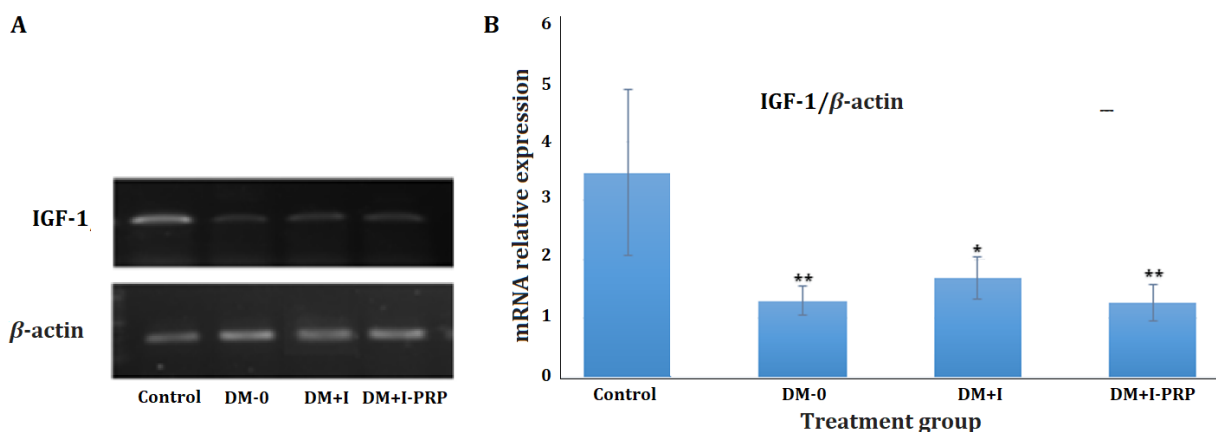 A
IGF-1
β-actin
Control DM-0 DM+I DM+I-PRP
B
mRNA relative expression
6
5
4
3
2
1
0
IGF-1/β-actin
**
*
**
Control DM-0 DM+I DM+I-PRP
Treatment group